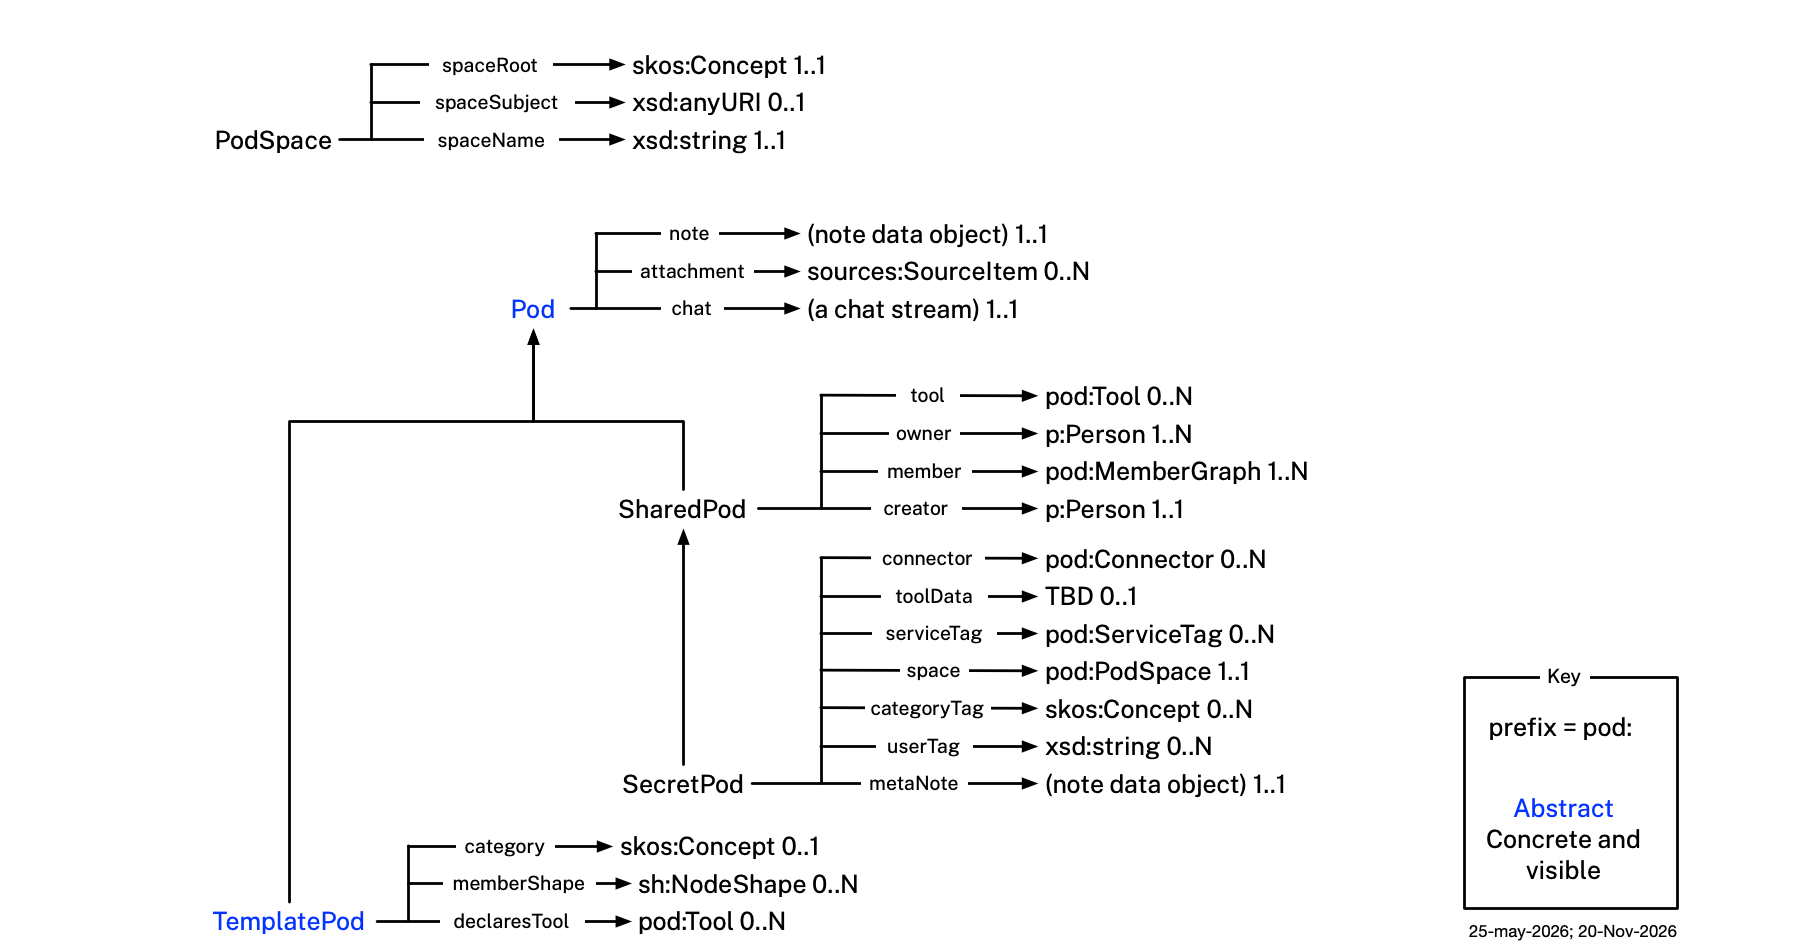 spaceRoot skos:Concept 1..1
spaceSubject xsd:anyURI 0..1
PodSpace spaceName xsd:string 1..1
note (note data object) 1..1
attachment sources:SourceItem 0..N
Pod chat (a chat stream) 1..1
tool pod:Tool 0..N
owner p:Person 1..N
member pod:MemberGraph 1..N
SharedPod creator p:Person 1..1
connector pod:Connector 0..N
toolData TBD 0..1
serviceTag pod:ServiceTag 0..N
space pod:PodSpace 1..1
categoryTag skos:Concept 0..N
userTag xsd:string 0..N
SecretPod metaNote (note data object) 1..1
category skos:Concept 0..1
memberShape sh:NodeShape 0..N
TemplatePod declaresTool pod:Tool 0..N
Key
prefix = pod:
Abstract
Concrete and
visible
25-may-2026; 20-Nov-2026